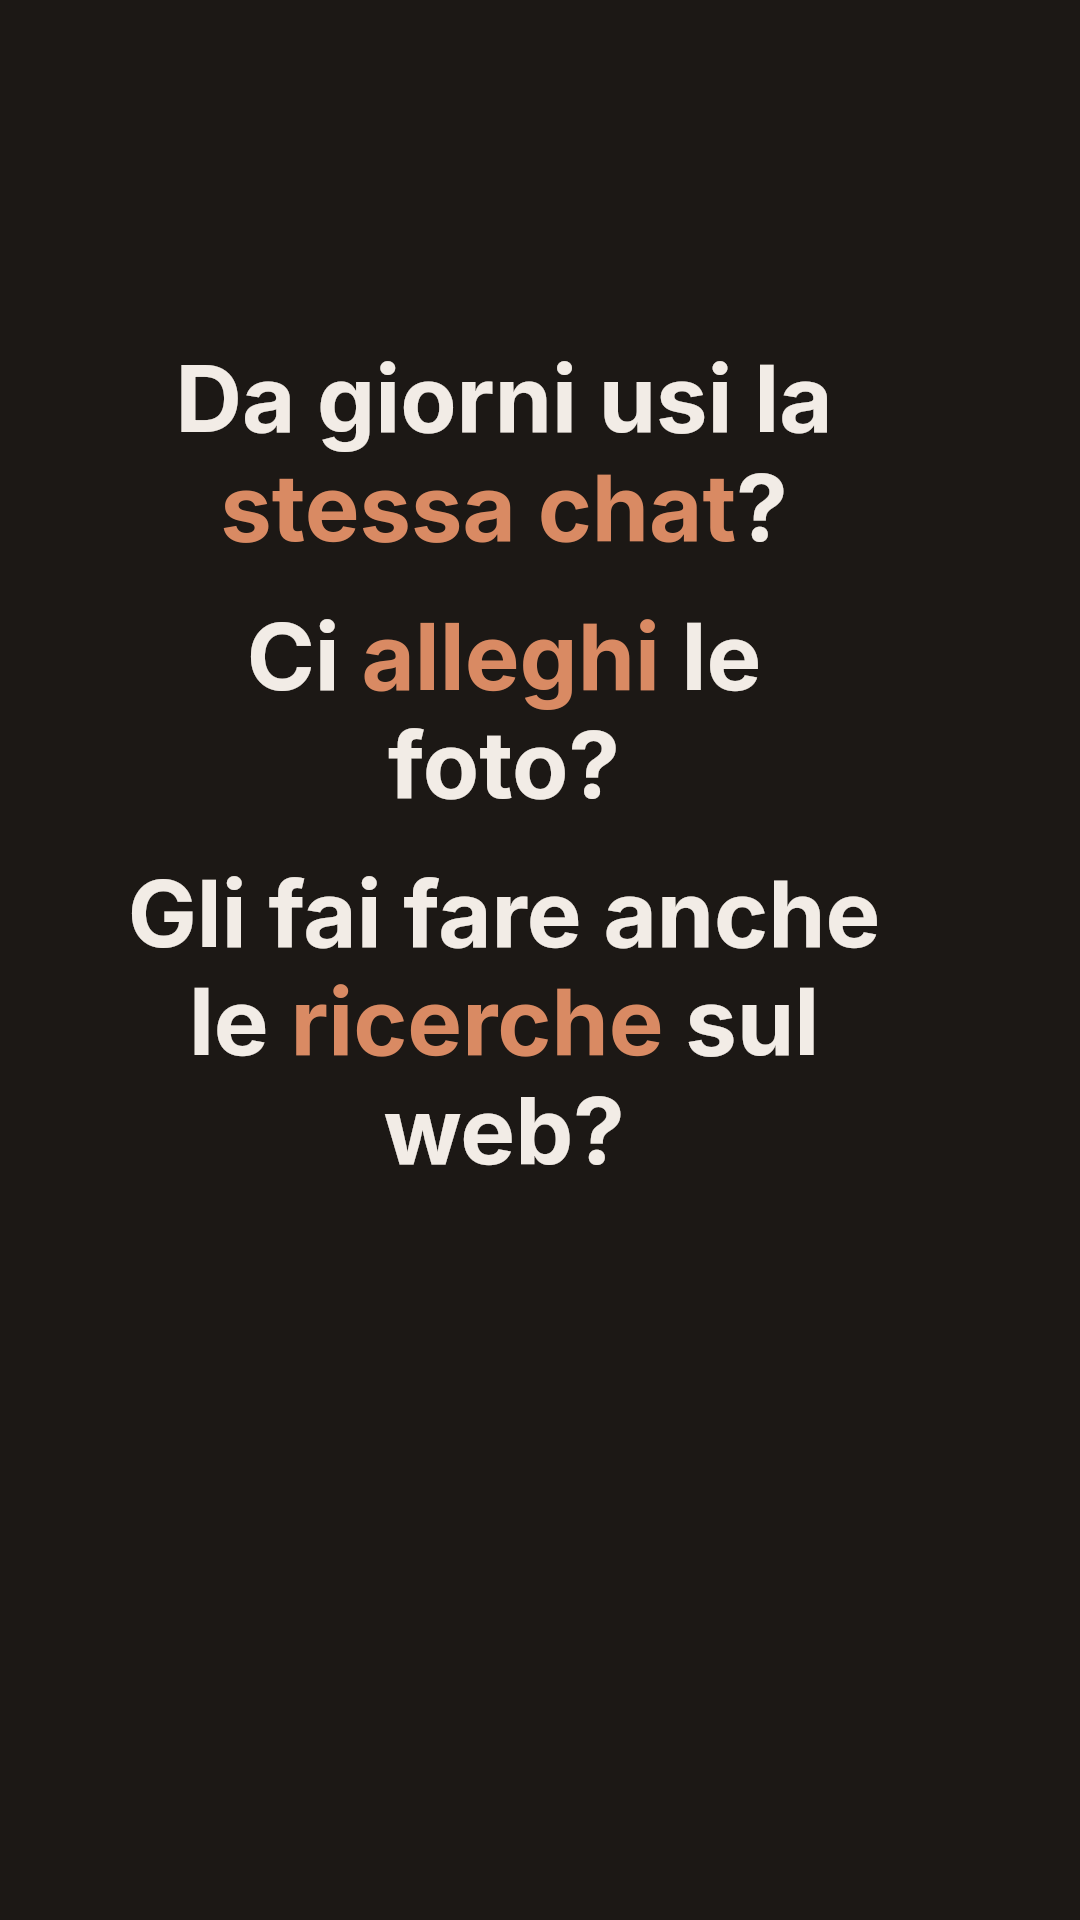 Da giorni usi la
stessa chat?
Ci alleghi le
foto?
Gli fai fare anche
le ricerche sul
web?